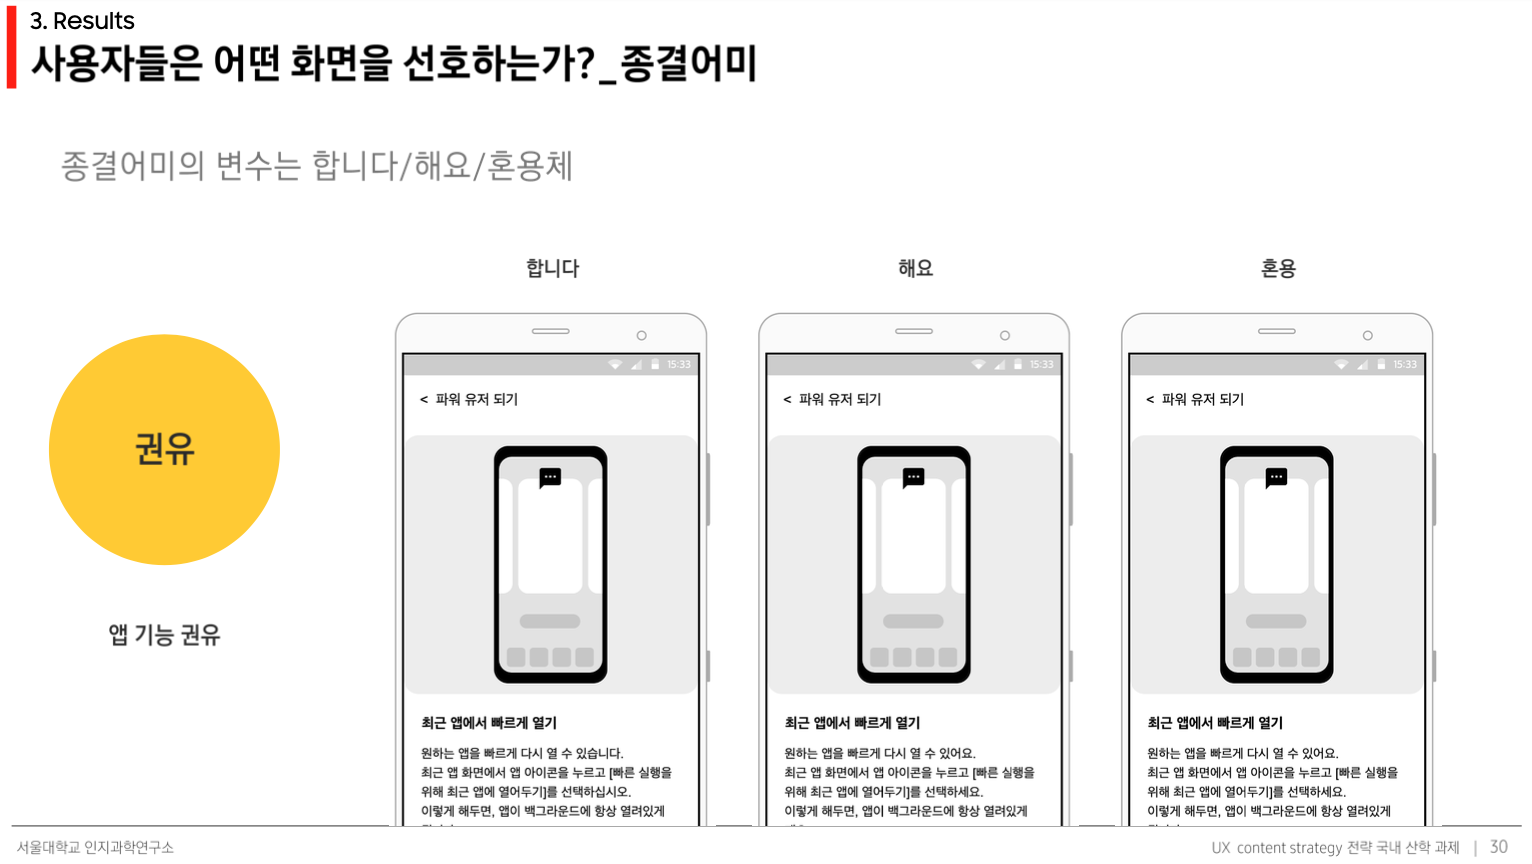 3. Results
사용자들은 어떤 화면을 선호하는가?_종결어미
종결어미의 변수는 합니다/해요/혼용체
합니다
해요
혼용
권유
앱 기능 권유
15:33
< 파워 유저 되기
최근 앱에서 빠르게 열기
원하는 앱을 빠르게 다시 열 수 있습니다.
최근 앱 화면에서 앱 아이콘을 누르고 [빠른 실행을
위해 최근 앱에 열어두기]를 선택하십시오.
이렇게 해두면, 앱이 백그라운드에 항상 열려있게
15:33
< 파워 유저 되기
최근 앱에서 빠르게 열기
원하는 앱을 빠르게 다시 열 수 있어요.
최근 앱 화면에서 앱 아이콘을 누르고 [빠른 실행을
위해 최근 앱에 열어두기]를 선택하세요.
이렇게 해두면, 앱이 백그라운드에 항상 열려있게
15:33
< 파워 유저 되기
최근 앱에서 빠르게 열기
원하는 앱을 빠르게 다시 열 수 있어요.
최근 앱 화면에서 앱 아이콘을 누르고 [빠른 실행을
위해 최근 앱에 열어두기]를 선택하세요.
이렇게 해두면, 앱이 백그라운드에 항상 열려있게
서울대학교 인지과학연구소
UX content strategy 전략 국내 산학 과제 | 30